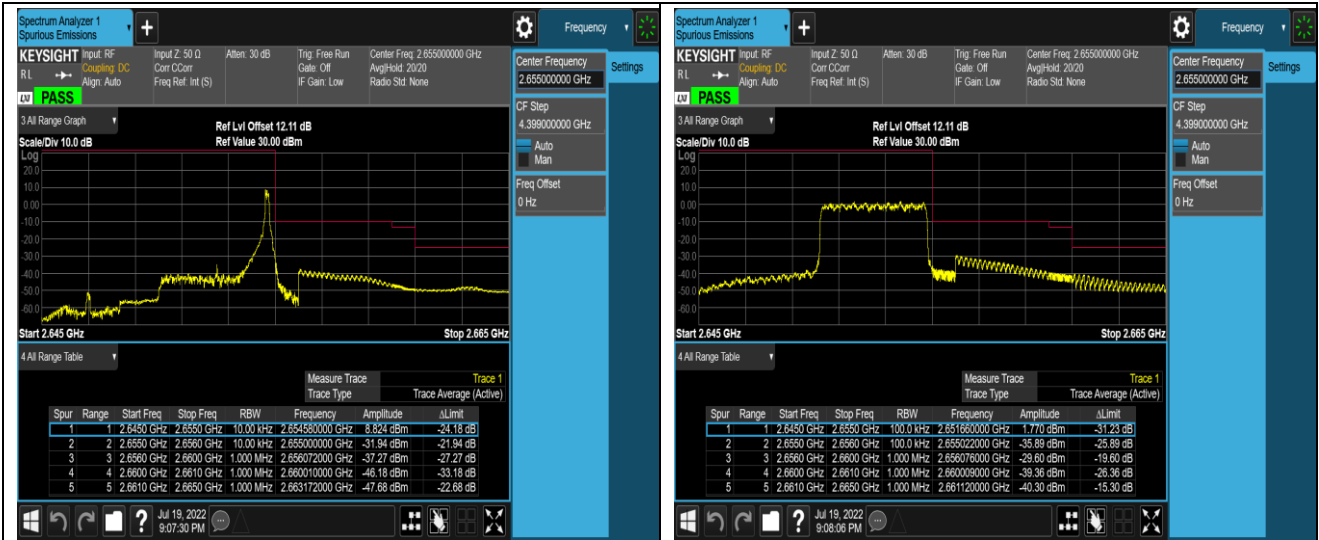 Spectrum Analyzer 1
Spurious Emissions
+
Frequency
KEYSIGHT Input: RF Input Z: 50 Ω Atten: 30 dB Trig: Free Run Center Freq: 2.655000000 GHz
RL Coupling: DC Corr CCorr Gate: Off Avg|Hold: 20/20
Align: Auto Freq Ref: Int (S) IF Gain: Low Radio Std: None
LXI PASS
Center Frequency
2.655000000 GHz
Settings
CF Step
4.399000000 GHz
Auto
Man
Freq Offset
0 Hz
3 All Range Graph
Ref Lvl Offset 12.11 dB
Scale/Div 10.0 dB Ref Value 30.00 dBm
Log
20.0
10.0
0.00
-10.0
-20.0
-30.0
-40.0
-50.0
-60.0
Start 2.645 GHz Stop 2.665 GHz
4 All Range Table
Measure Trace Trace 1
Trace Type Trace Average (Active)
Spur Range Start Freq Stop Freq RBW Frequency Amplitude ΔLimit
1 1 2.6450 GHz 2.6550 GHz 10.00 kHz 2.654580000 GHz 8.824 dBm -24.18 dB
2 2 2.6550 GHz 2.6560 GHz 10.00 kHz 2.655000000 GHz -31.94 dBm -21.94 dB
3 3 2.6560 GHz 2.6600 GHz 1.000 MHz 2.656072000 GHz -37.27 dBm -27.27 dB
4 4 2.6600 GHz 2.6610 GHz 1.000 MHz 2.660010000 GHz -46.18 dBm -33.18 dB
5 5 2.6610 GHz 2.6650 GHz 1.000 MHz 2.663172000 GHz -47.68 dBm -22.68 dB
? Jul 19, 2022
9:07:30 PM
Spectrum Analyzer 1
Spurious Emissions
+
Frequency
KEYSIGHT Input: RF Input Z: 50 Ω Atten: 30 dB Trig: Free Run Center Freq: 2.655000000 GHz
RL Coupling: DC Corr CCorr Gate: Off Avg|Hold: 20/20
Align: Auto Freq Ref: Int (S) IF Gain: Low Radio Std: None
LXI PASS
Center Frequency
2.655000000 GHz
Settings
CF Step
4.399000000 GHz
Auto
Man
Freq Offset
0 Hz
3 All Range Graph
Ref Lvl Offset 12.11 dB
Scale/Div 10.0 dB Ref Value 30.00 dBm
Log
20.0
10.0
0.00
-10.0
-20.0
-30.0
-40.0
-50.0
-60.0
Start 2.645 GHz Stop 2.665 GHz
4 All Range Table
Measure Trace Trace 1
Trace Type Trace Average (Active)
Spur Range Start Freq Stop Freq RBW Frequency Amplitude ΔLimit
1 1 2.6450 GHz 2.6550 GHz 100.0 kHz 2.651660000 GHz 1.770 dBm -31.23 dB
2 2 2.6550 GHz 2.6560 GHz 100.0 kHz 2.655022000 GHz -35.89 dBm -25.89 dB
3 3 2.6560 GHz 2.6600 GHz 1.000 MHz 2.656076000 GHz -29.60 dBm -19.60 dB
4 4 2.6600 GHz 2.6610 GHz 1.000 MHz 2.660009000 GHz -39.36 dBm -26.36 dB
5 5 2.6610 GHz 2.6650 GHz 1.000 MHz 2.661120000 GHz -40.30 dBm -15.30 dB
? Jul 19, 2022
9:08:06 PM